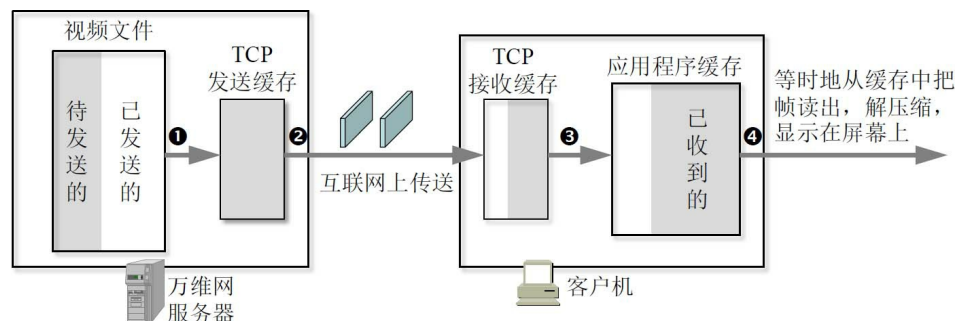 视频文件
待发送的
已发送的
❶
TCP
发送缓存
❷
互联网上传送
TCP
接收缓存
❸
应用程序缓存
已收到的
❹
等时地从缓存中把
帧读出，解压缩，
显示在屏幕上
万维网
服务器
客户机